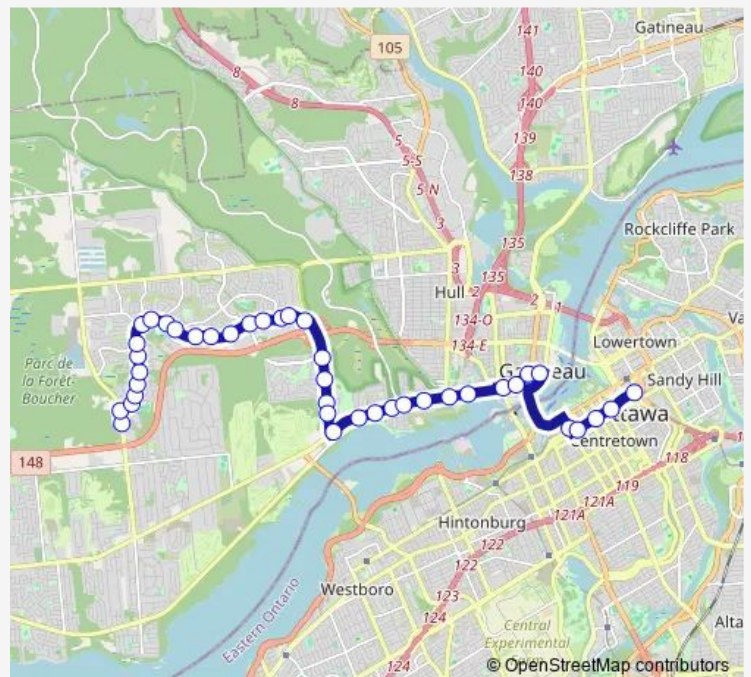 Gatineau
141
105
140
8
8
140
5
139
5-S
5-N
138
3
Rockcliffe Park
135
3
135
Hull
2
2
1
134-O
Lowertown
134-E
Parc de
la Forêt-
Boucher
Sandy Hill
Centretown
118
148
119
121A
121A
Hintonburg
122
122
Westboro
123
Eastern Ontario
124
Central
Experimental
124
© OpenStreetMap contributors